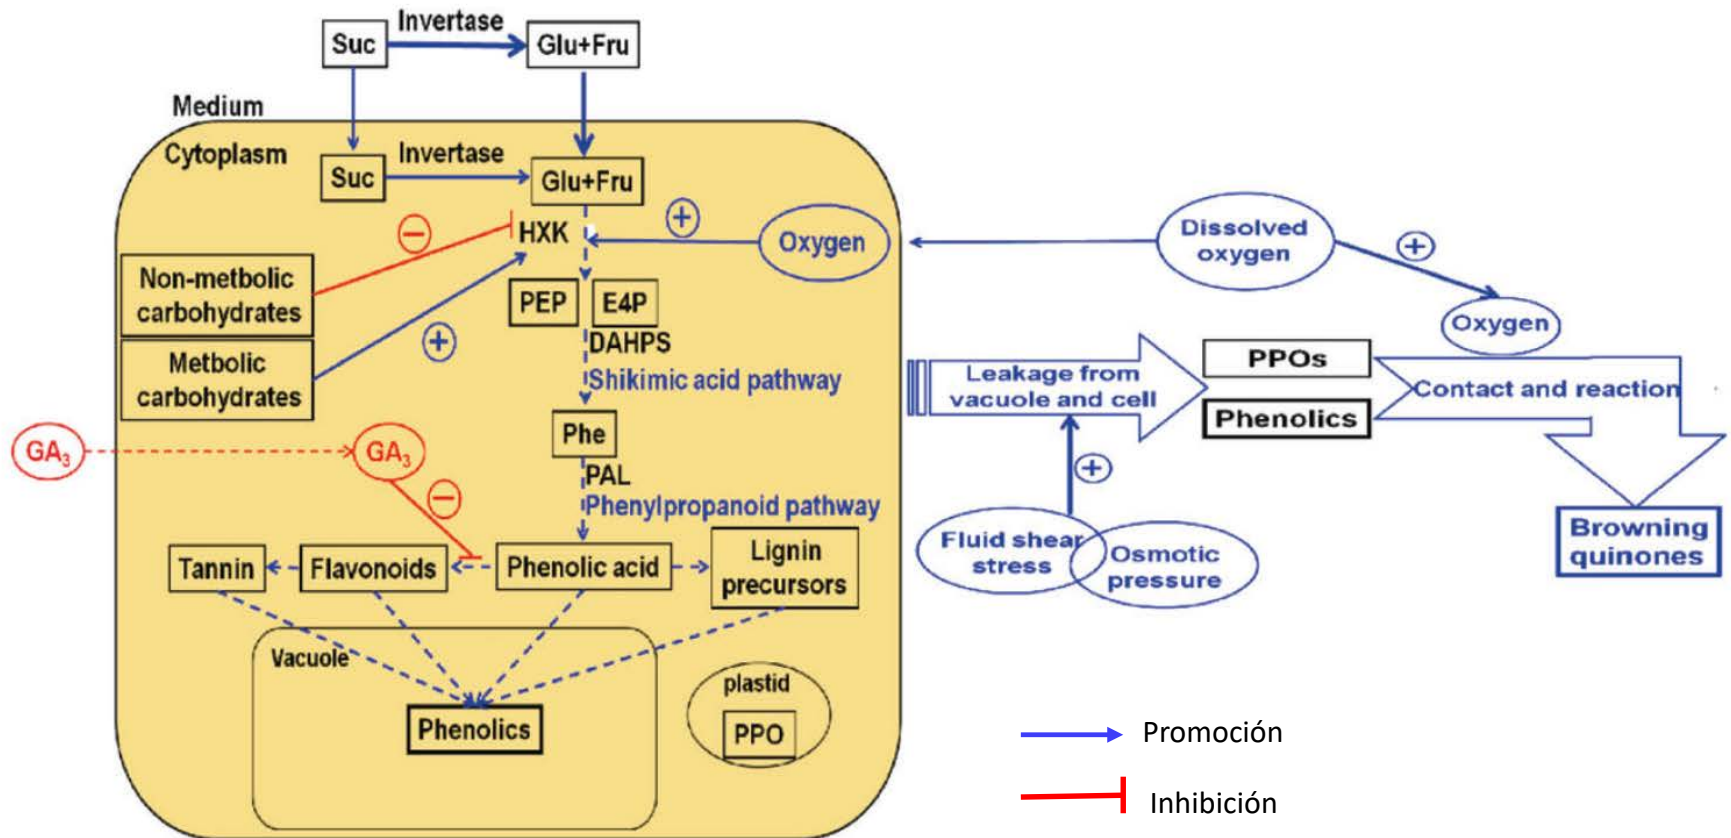 Suc
Invertase
Glu+Fru
Medium
Cytoplasm
Suc
Invertase
Glu+Fru
HXK
−
+
Oxygen
Dissolved
oxygen
+
Oxygen
Non-metbolic
carbohydrates
Metbolic
carbohydrates
+
PEP
E4P
DAHPS
Shikimic acid pathway
Leakage from
vacuole and cell
PPOs
Phenolics
Contact and reaction
GA3
GA3
−
Phe
PAL
Phenylpropanoid pathway
+
Fluid shear
stress
Osmotic
pressure
Browning
quinones
Tannin
Flavonoids
Phenolic acid
Lignin
precursors
Vacuole
Phenolics
plastid
PPO
Promoción
Inhibición